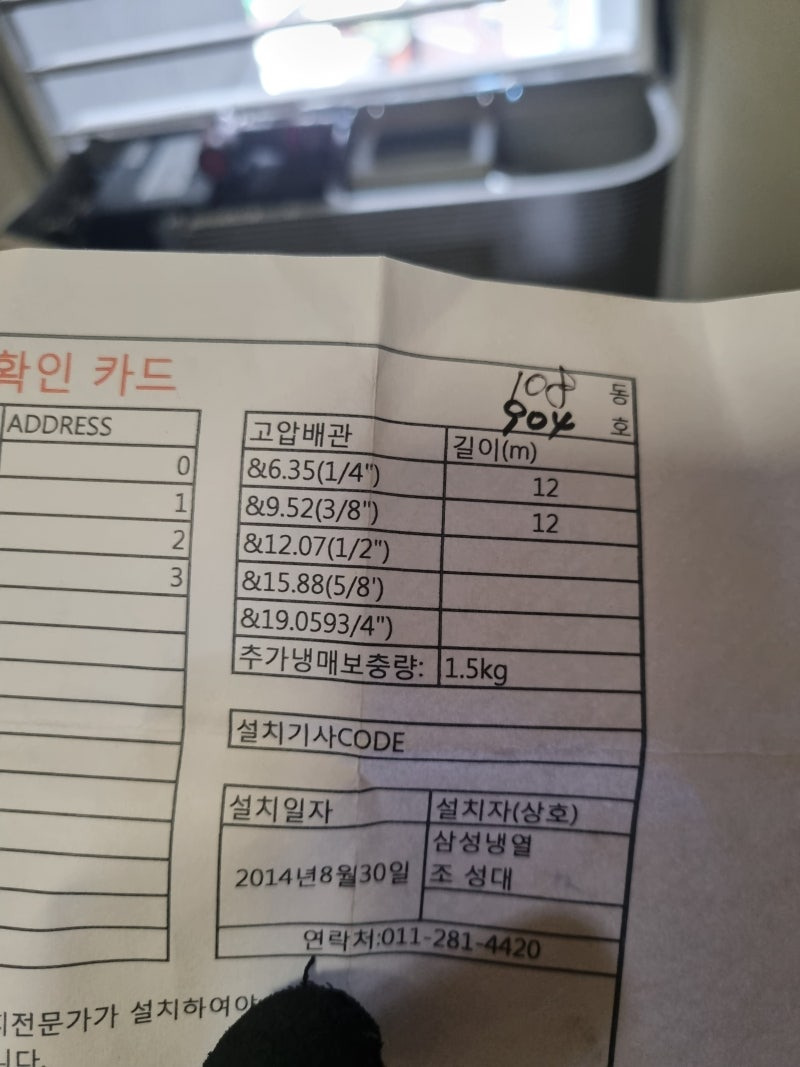 확인 카드
108 동
904 호
ADDRESS
0
1
2
3
고압배관 길이(m)
&6.35(1/4") 12
&9.52(3/8") 12
&12.07(1/2")
&15.88(5/8')
&19.0593/4")
추가냉매보충량: 1.5kg
설치기사CODE
설치일자 설치자(상호)
2014년8월30일 삼성냉열
조 성대
연락처:011-281-4420
치전문가가 설치하여야
니다.